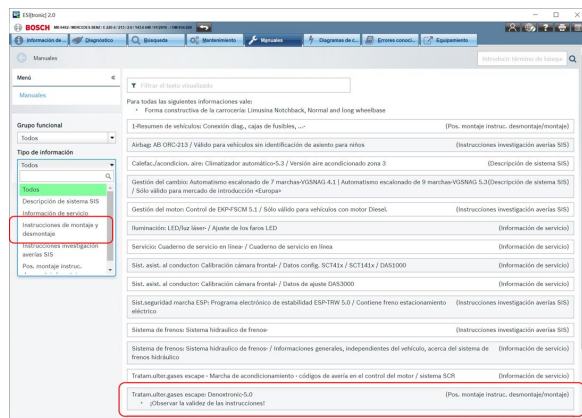 ESI[tronic] 2.0
BOSCH
Información de ...
Diagnóstico
Búsqueda
Mantenimiento
Manuales
Diagramas de c...
Errores conoci...
Equipamiento
Manuales
Introducir término de búsque
Menú
Manuales
Filtrar el texto visualizado
Para todas las siguientes informaciones vale:
Forma constructiva de la carrocería: Limusina Notchback, Normal and long wheelbase
Grupo funcional
Todos
Tipo de información
Todos
Todos
Descripción de sistema SIS
Información de servicio
Instrucciones de montaje y
desmontaje
Instrucciones investigación
averías SIS
Pos. montaje instruc.
1-Resumen de vehículos: Conexión diag., cajas de fusibles, ...- (Pos. montaje instruc. desmontaje/montaje)
Airbag: AB ORC-213 / Válido para vehículos sin identificación de asiento para niños (Instrucciones investigación averías SIS)
Calefac./acondicion. aire: Climatizador automático-5.3 / Versión aire acondicionado zona 3 (Descripción de sistema SIS)
Gestión del cambio: Automatismo escalonado de 7 marchas-VGSNAG 4.1 | Automatismo escalonado de 9 marchas-VGSNAG 5.3 (Descripción de sistema SIS)
/ Sólo válido para mercado de introducción «Europa»
Gestión del motor: Control de EKP-FSCM 5.1 / Sólo válido para vehículos con motor Diesel. (Instrucciones investigación averías SIS)
Iluminación: LED/luz láser- / Ajuste de los faros LED (Información de servicio)
Servicio: Cuaderno de servicio en línea- / Cuaderno de servicio en línea (Información de servicio)
Sist. asist. al conductor: Calibración cámara frontal- / Datos config. SCT41x / SCT141x / DAS1000 (Información de servicio)
Sist. asist. al conductor: Calibración cámara frontal- / Datos de ajuste DAS3000 (Información de servicio)
Sist.seguridad marcha ESP: Programa electrónico de estabilidad ESP-TRW 5.0 / Contiene freno estacionamiento (Instrucciones investigación averías SIS)
eléctrico
Sistema de frenos: Sistema hidraulico de frenos- (Instrucciones investigación averías SIS)
Sistema de frenos: Sistema hidraulico de frenos- / Informaciones generales, independientes del vehículo, acerca del sistema de (Información de servicio)
frenos hidráulico
Tratam.ulter.gases escape - Marcha de acondicionamiento - códigos de avería en el control del motor / sistema SCR (Información de servicio)
Tratam.ulter.gases escape: Denoxtronic-5.0 (Pos. montaje instruc. desmontaje/montaje)
¡Observar la validez de las instrucciones!